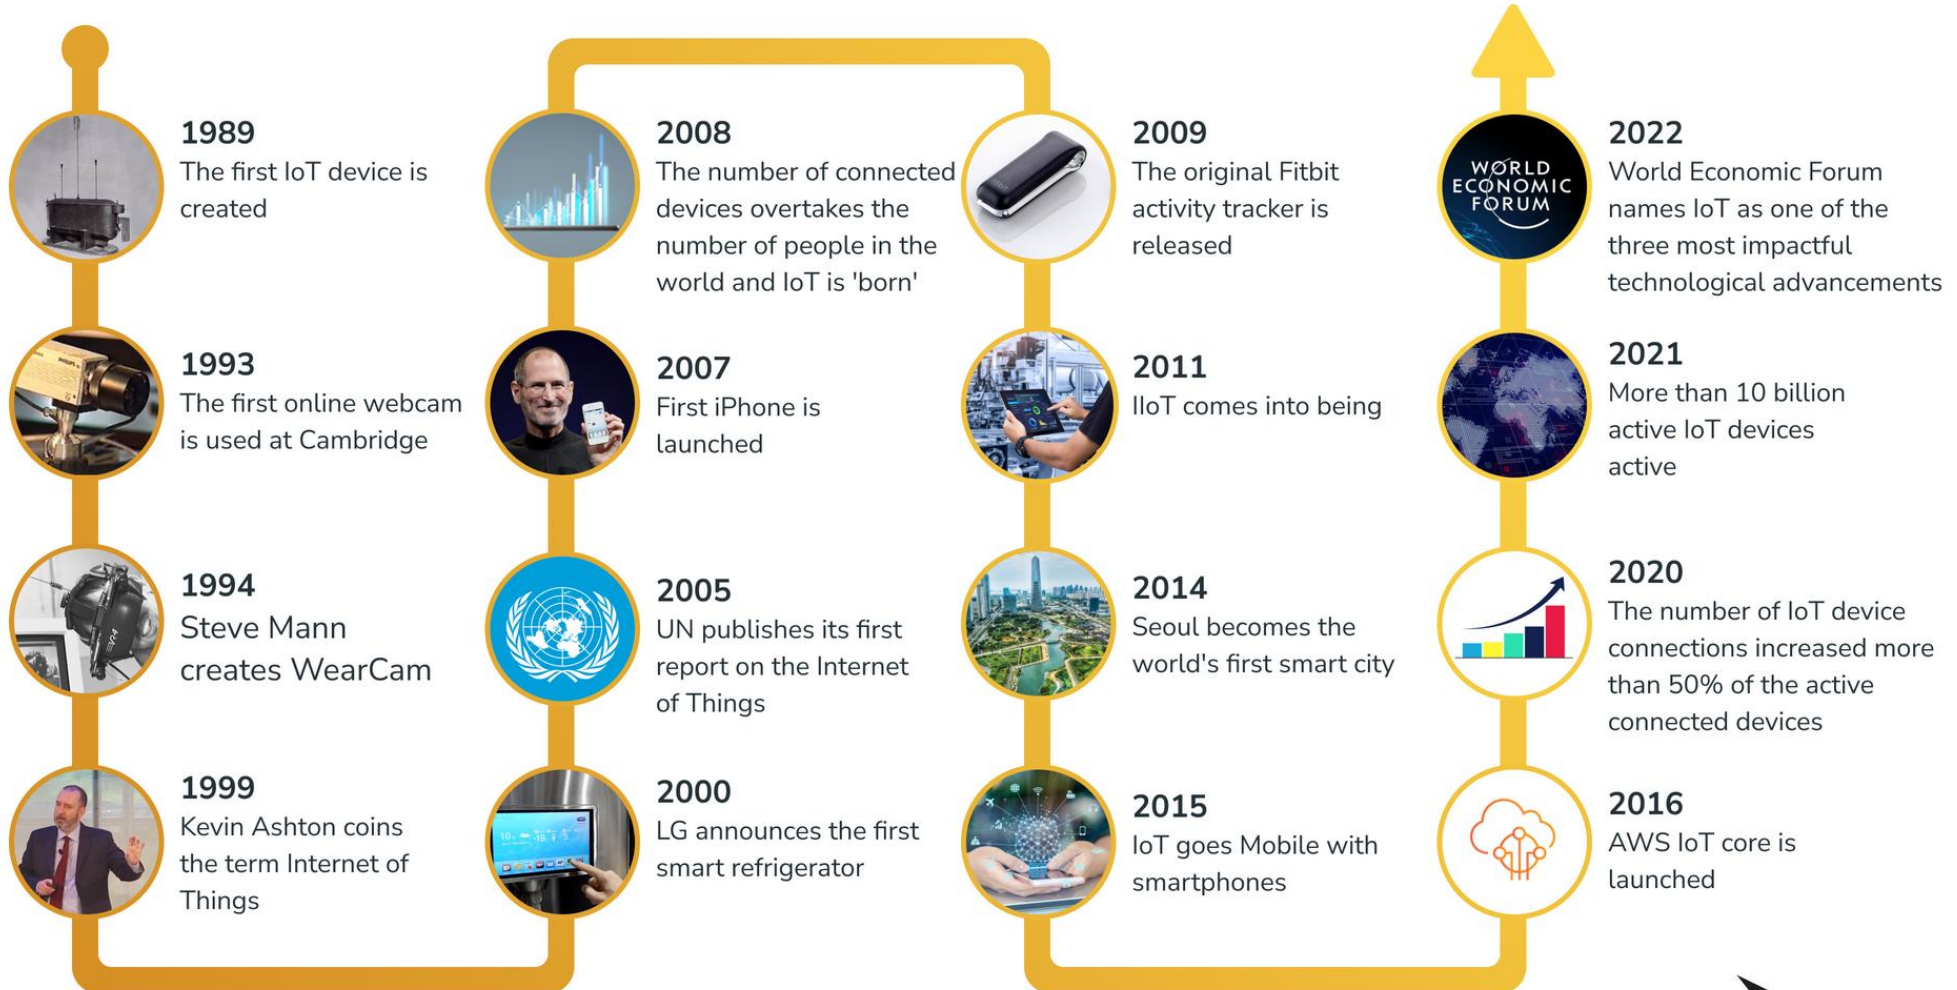 1989
The first IoT device is
created
1993
The first online webcam
is used at Cambridge
1994
Steve Mann
creates WearCam
1999
Kevin Ashton coins
the term Internet of
Things
2000
LG announces the first
smart refrigerator
2005
UN publishes its first
report on the Internet
of Things
2007
First iPhone is
launched
2008
The number of connected
devices overtakes the
number of people in the
world and IoT is 'born'
2009
The original Fitbit
activity tracker is
released
2011
IIoT comes into being
2014
Seoul becomes the
world's first smart city
2015
IoT goes Mobile with
smartphones
2016
AWS IoT core is
launched
2020
The number of IoT device
connections increased more
than 50% of the active
connected devices
2021
More than 10 billion
active IoT devices
active
WORLD
ECONOMIC
FORUM
2022
World Economic Forum
names IoT as one of the
three most impactful
technological advancements